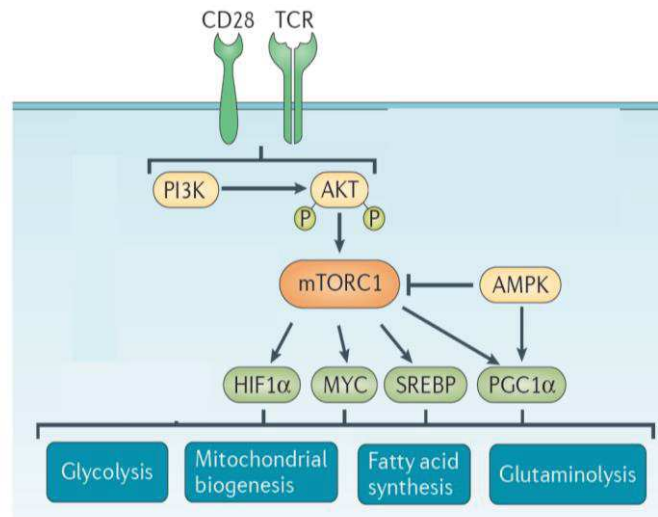 CD28 TCR
PI3K AKT
P P
mTORC1 AMPK
HIF1α MYC SREBP PGC1α
Glycolysis
Mitochondrial
biogenesis
Fatty acid
synthesis
Glutaminolysis